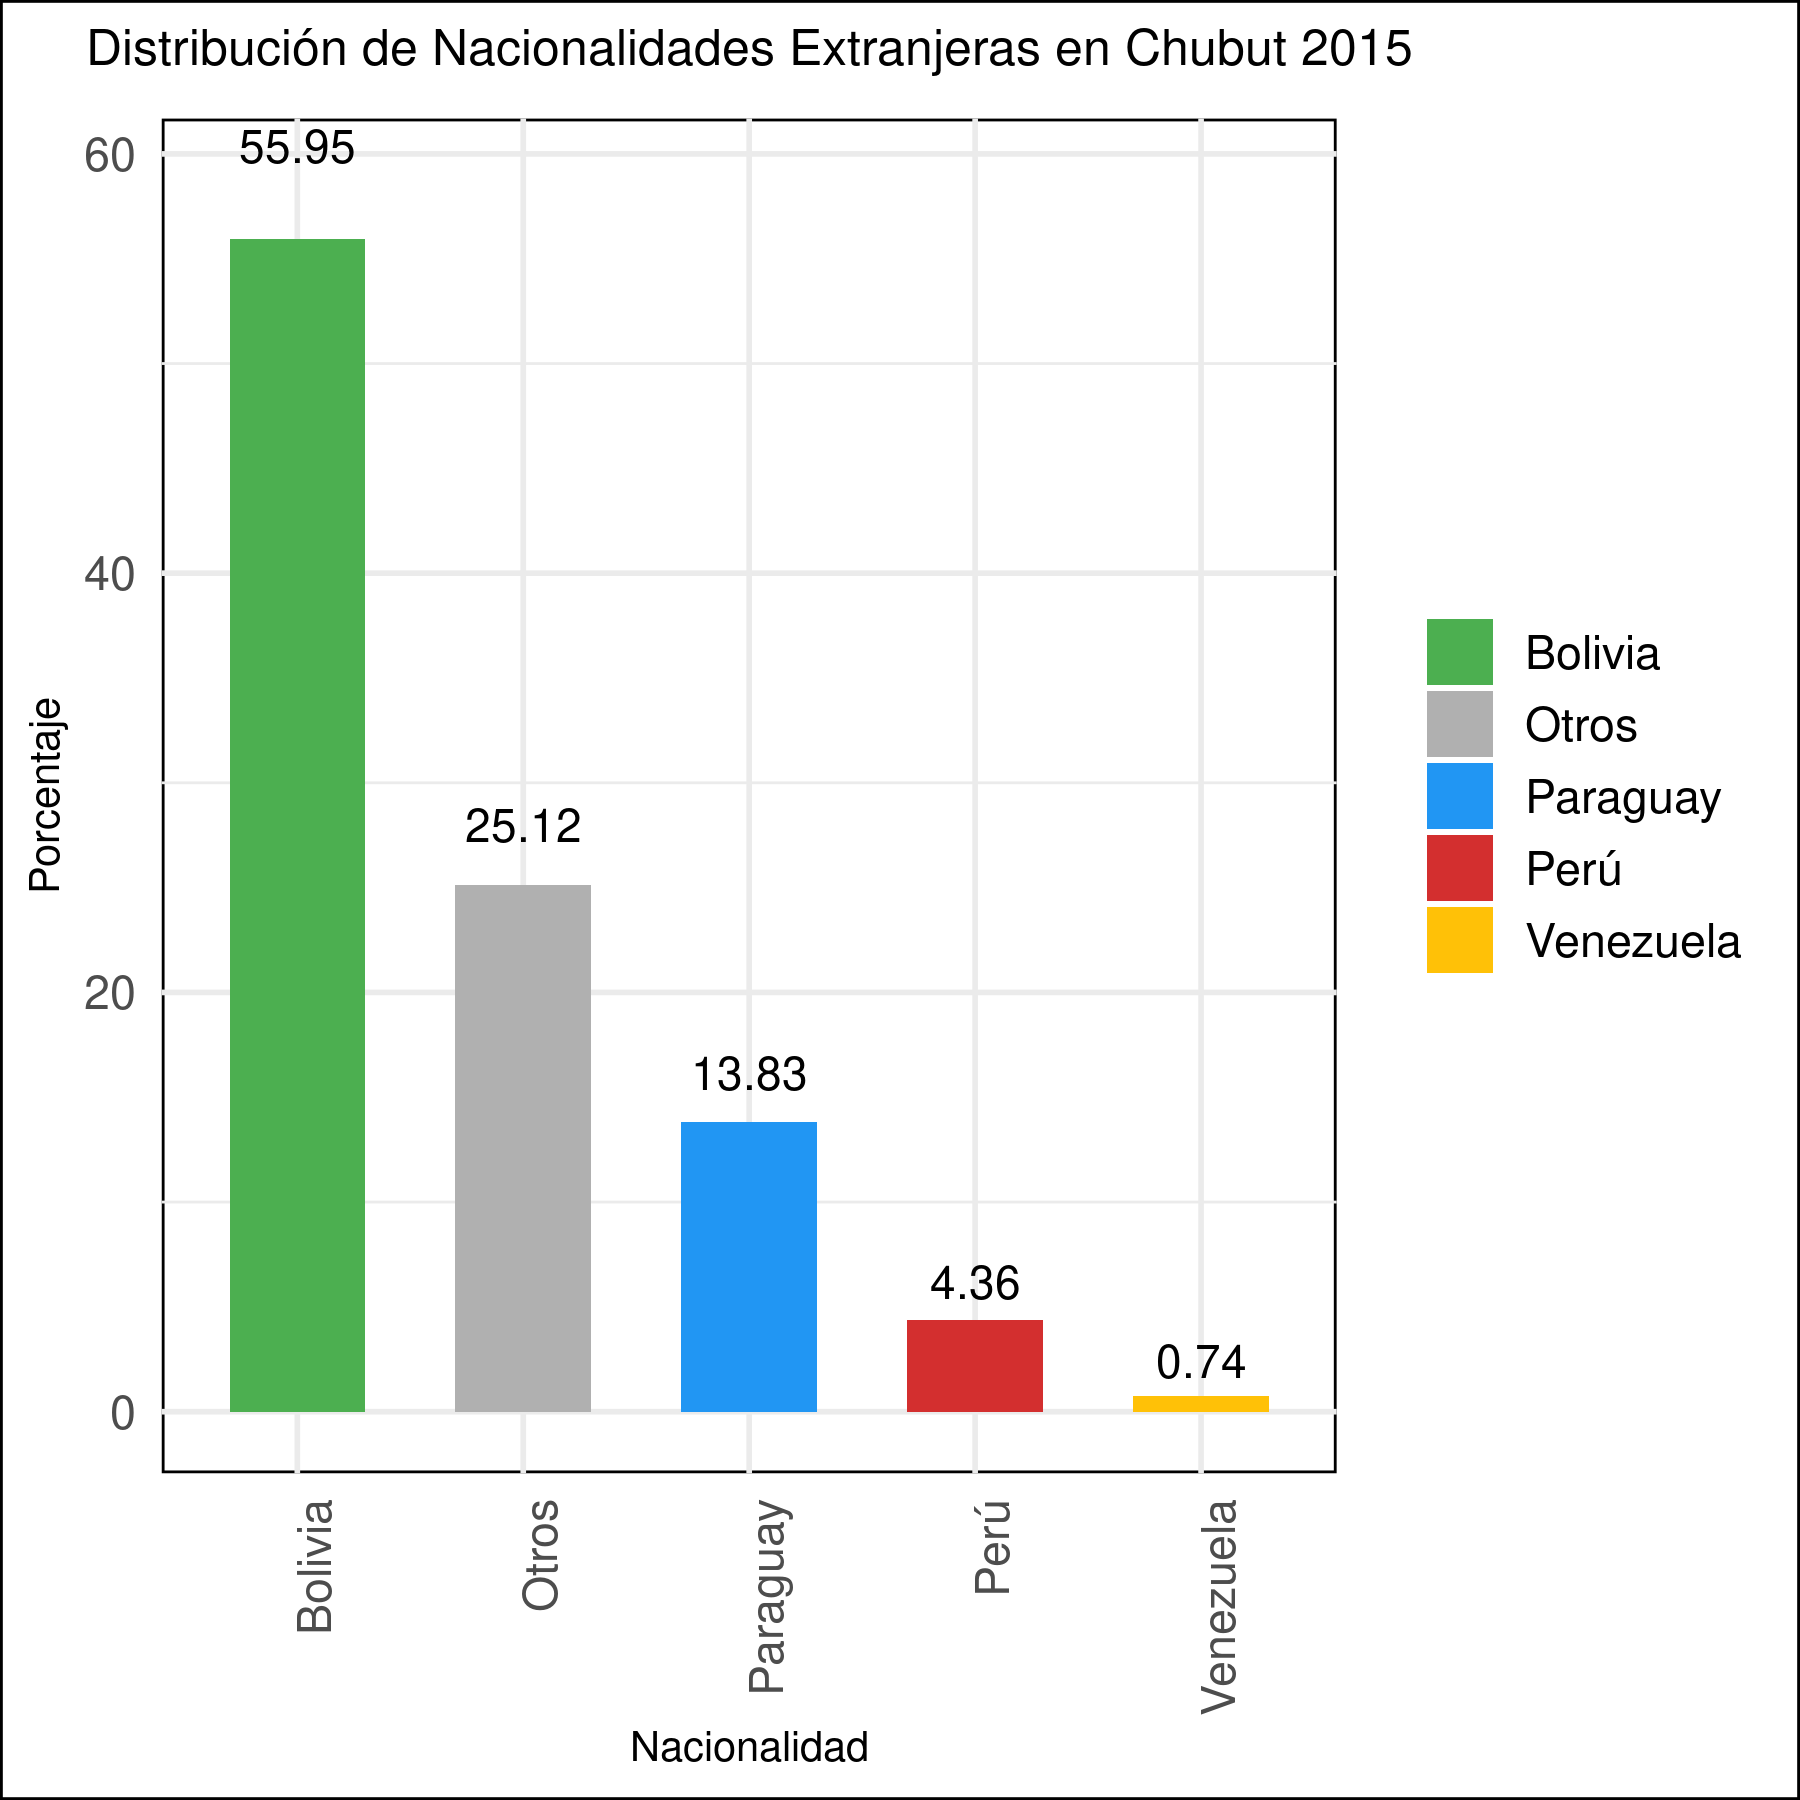 Distribución de Nacionalidades Extranjeras en Chubut 2015
Porcentaje
60
40
20
0
55.95
25.12
13.83
4.36
0.74
Bolivia
Otros
Paraguay
Perú
Venezuela
Nacionalidad
Bolivia
Otros
Paraguay
Perú
Venezuela